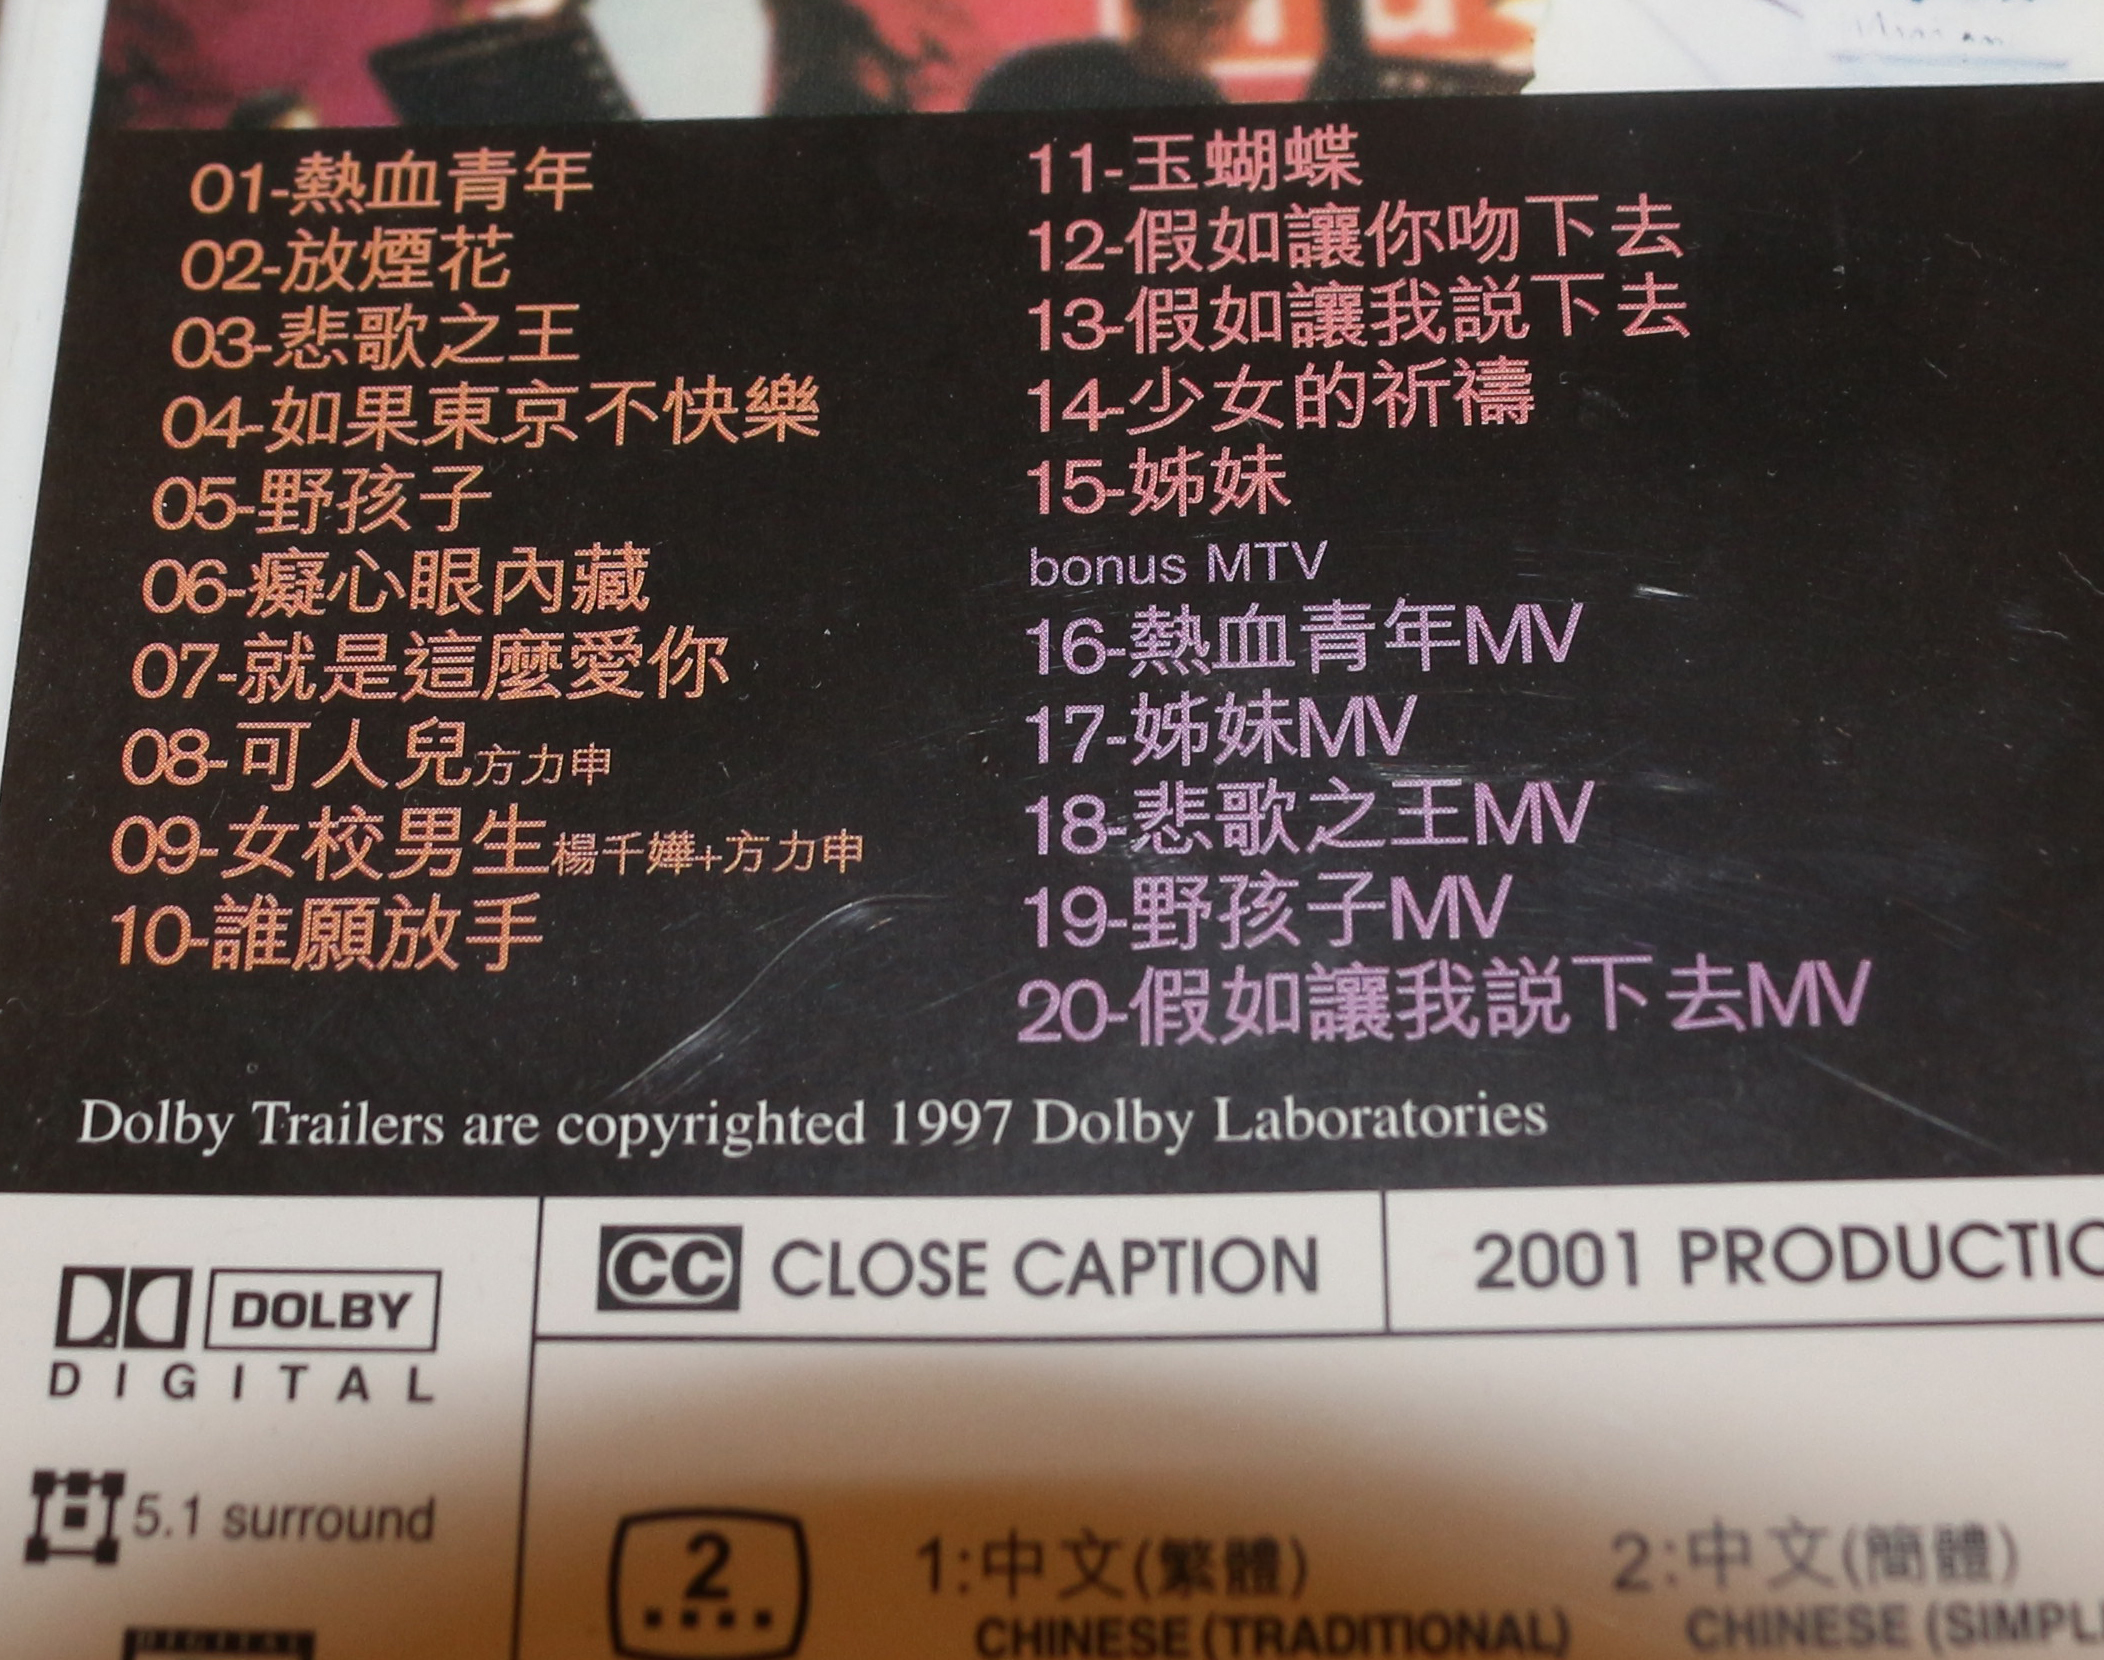 01-熱血青年
02-放煙花
03-悲歌之王
04-如果東京不快樂
05-野孩子
06-癡心眼內藏
07-就是這麼愛你
08-可人兒方力申
09-女校男生楊千嬅+方力申
10-誰願放手
11-玉蝴蝶
12-假如讓你吻下去
13-假如讓我説下去
14-少女的祈禱
15-姊妹
bonus MTV
16-熱血青年MV
17-姊妹MV
18-悲歌之王MV
19-野孩子MV
20-假如讓我説下去MV
Dolby Trailers are copyrighted 1997 Dolby Laboratories
DOLBY
DIGITAL
5.1 surround
CC CLOSE CAPTION
2001 PRODUCTIO
2
1:中文(繁體)
CHINESE (TRADITIONAL)
2:中文(簡體)
CHINESE (SIMPL